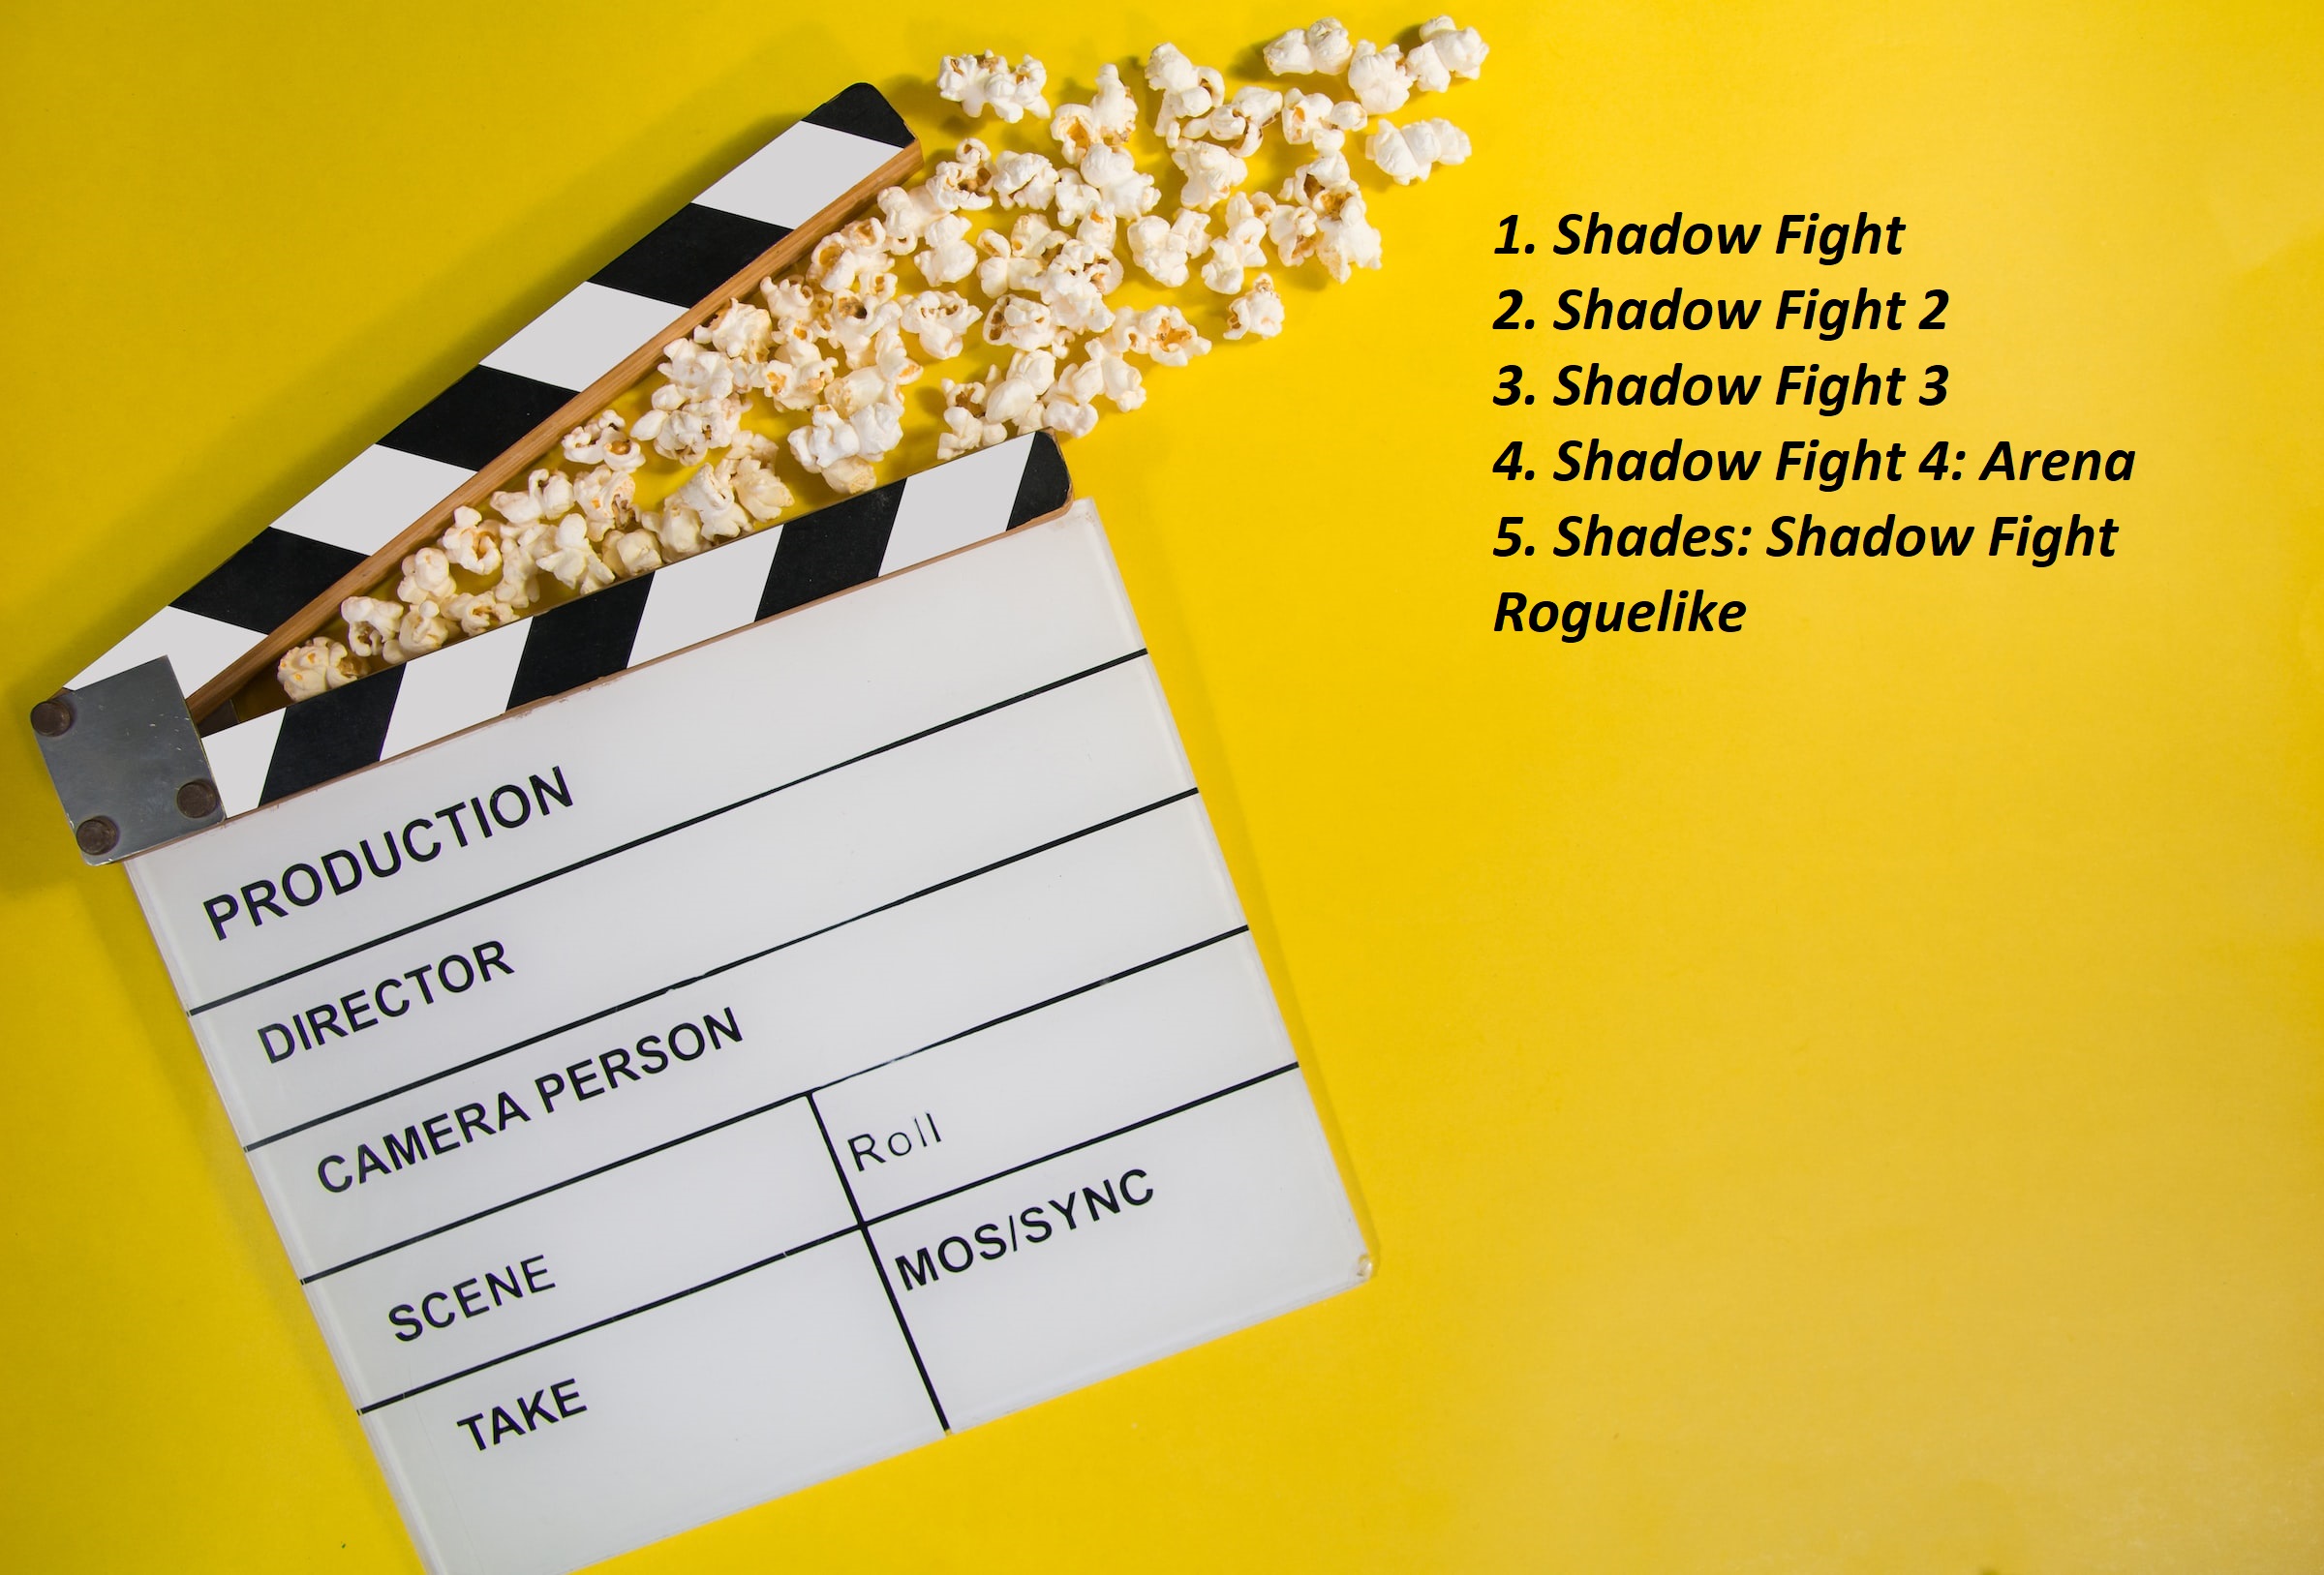 1. Shadow Fight
2. Shadow Fight 2
3. Shadow Fight 3
4. Shadow Fight 4: Arena
5. Shades: Shadow Fight
Roguelike
PRODUCTION
DIRECTOR
CAMERA PERSON
Roll
SCENE
MOS/SYNC
TAKE